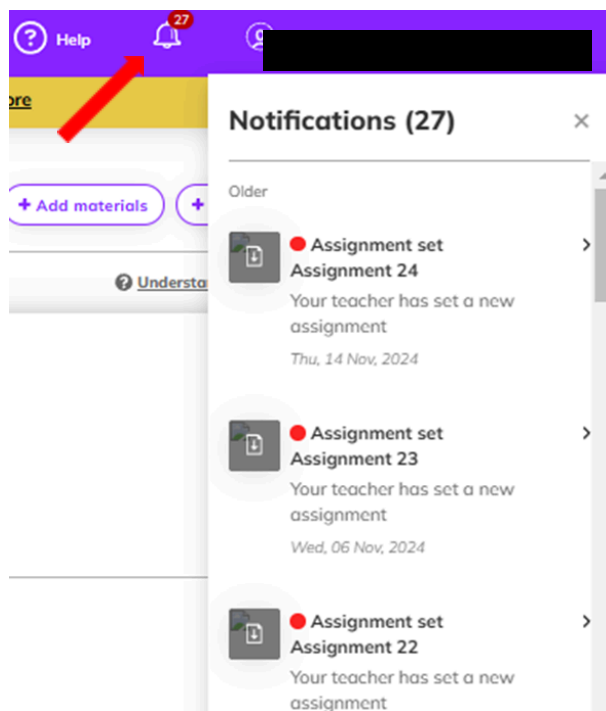 Help
27
ore
Notifications (27)
Older
+ Add materials
+
Assignment set
Assignment 24
Your teacher has set a new
assignment
Thu, 14 Nov, 2024
Understa
Assignment set
Assignment 23
Your teacher has set a new
assignment
Wed, 06 Nov, 2024
Assignment set
Assignment 22
Your teacher has set a new
assignment